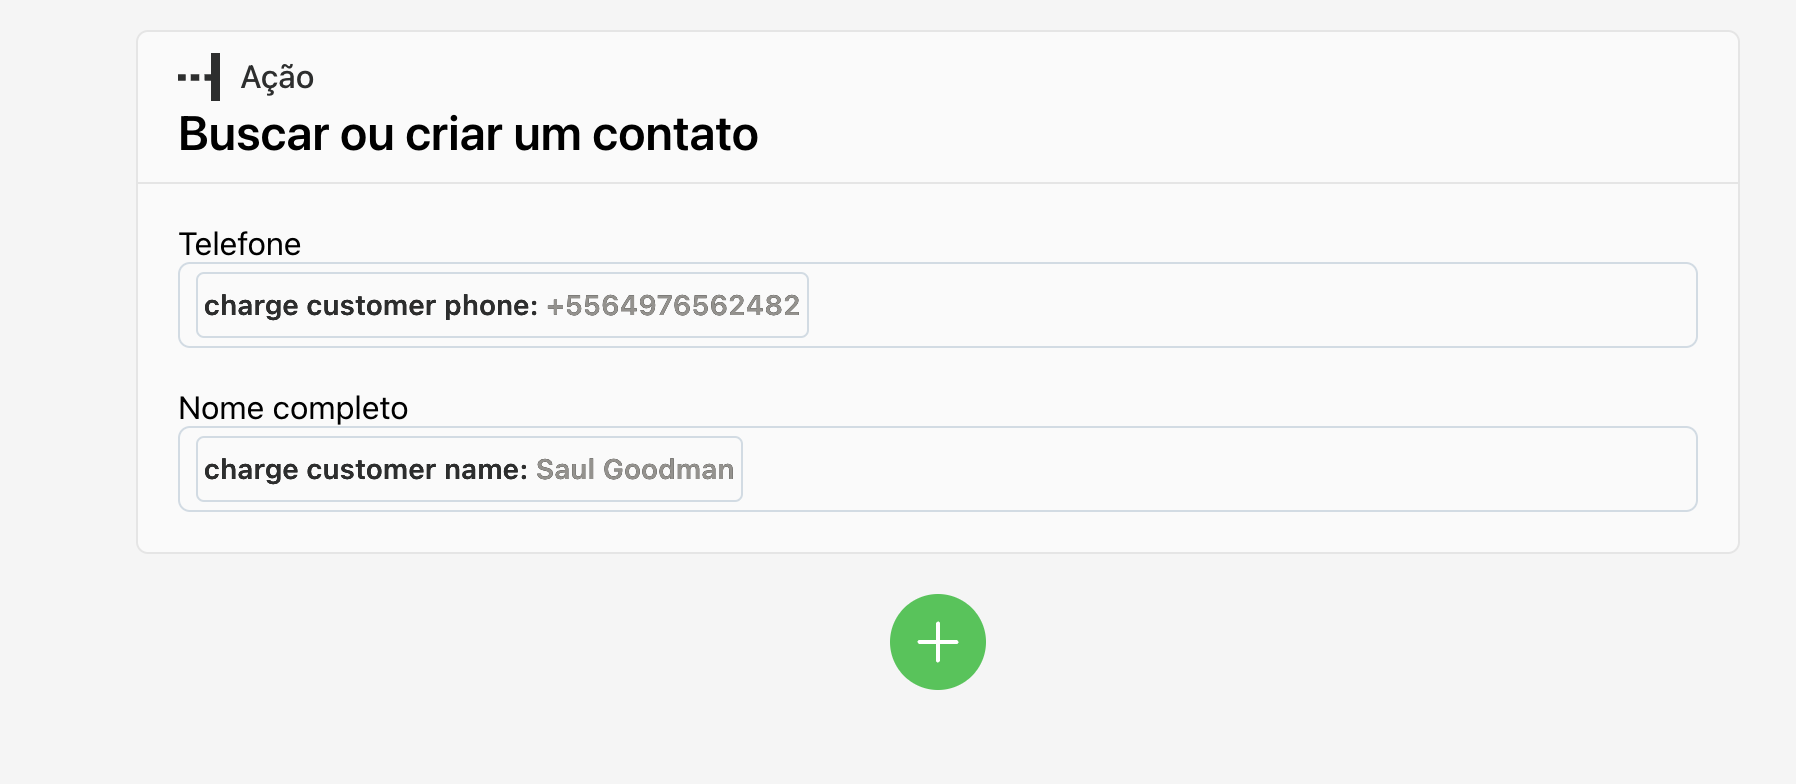 Ação
Buscar ou criar um contato
Telefone
charge customer phone: +5564976562482
Nome completo
charge customer name: Saul Goodman